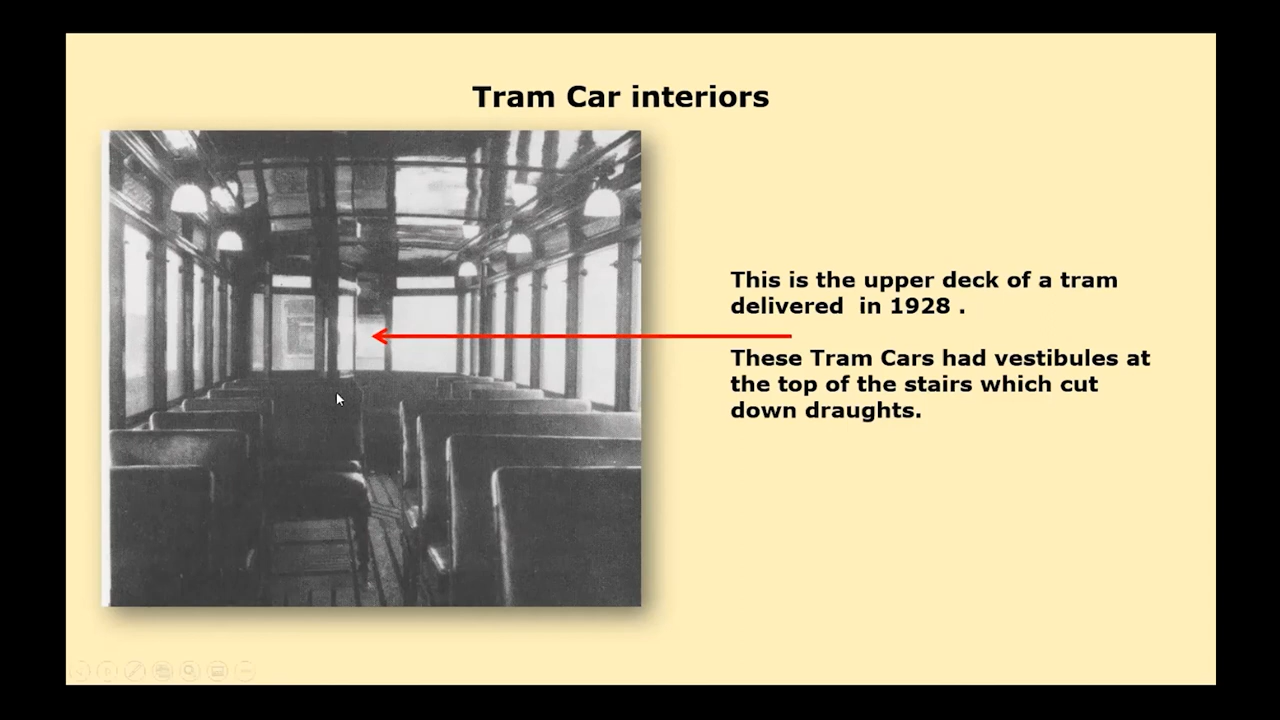 Tram Car interiors
This is the upper deck of a tram
delivered  in 1928 .
These Tram Cars had vestibules at
the top of the stairs which cut
down draughts.